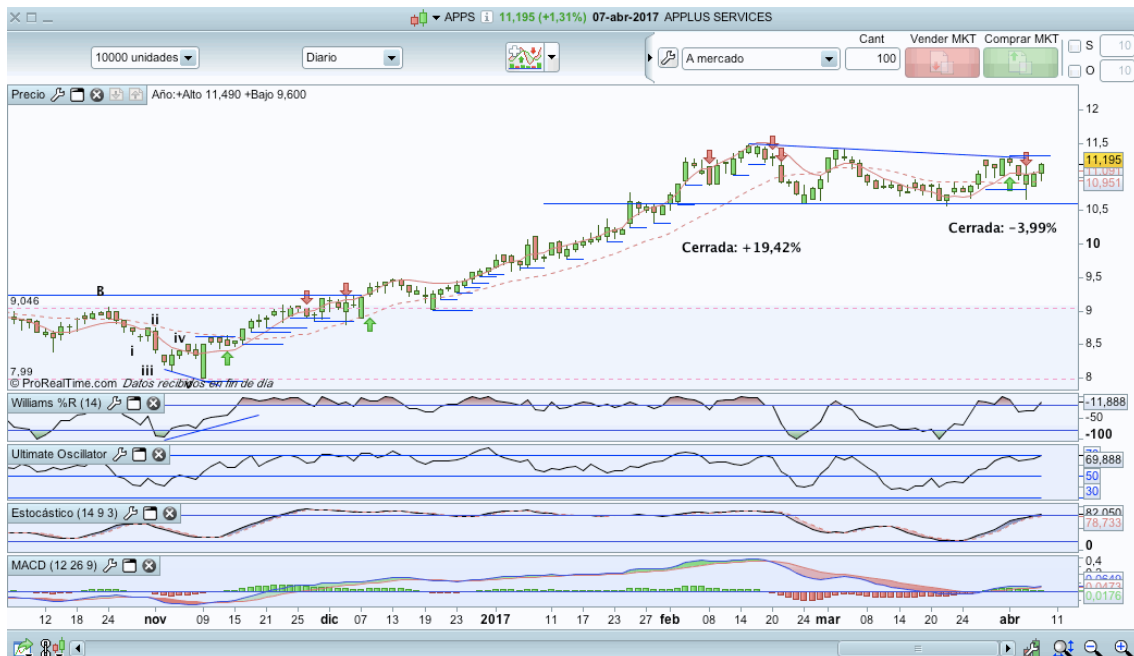 APPS 11,195 (+1,31%) 07-abr-2017 APPLUS SERVICES
10000 unidades
Diario
A mercado
Cant
100
Vender MKT
Comprar MKT
S 10
O 10
Precio
Año:+Alto 11,490 +Bajo 9,600
12
11,5
11,195
10,951
10,5
10
9,5
9
8,5
8
Cerrada: +19,42%
Cerrada: -3,99%
9,046
B
i
ii
iii
iv
v
7,99
© ProRealTime.com Datos recibidos en fin de día
Williams %R (14)
-11,888
-50
-100
Ultimate Oscillator
70
69,888
50
30
Estocástico (14 9 3)
82,050
78,733
0
MACD (12 26 9)
0,4
0,0649
0,0473
0,0176
12 18 24 nov 09 15 21 25 dic 07 13 19 23 2017 11 17 23 27 feb 08 14 20 24 mar 08 14 20 24 abr 11